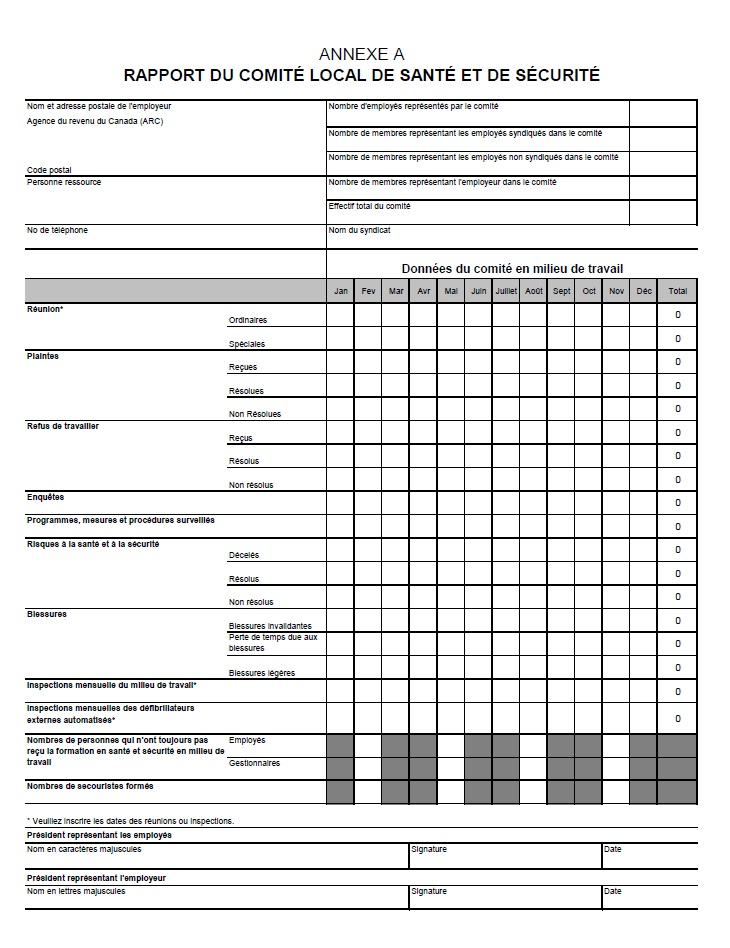 ANNEXE A
RAPPORT DU COMITÉ LOCAL DE SANTÉ ET DE SÉCURITÉ
Nom et adresse postale de l'employeur
Agence du revenu du Canada (ARC)
Code postal
Nombre d'employés représentés par le comité
Nombre de membres représentant les employés syndiqués dans le comité
Nombre de membres représentant les employés non syndiqués dans le comité
Personne ressource
Nombre de membres représentant l'employeur dans le comité
Effectif total du comité
No de téléphone
Nom du syndicat
Données du comité en milieu de travail
Jan Fev Mar Avr Mai Juin Juillet Août Sept Oct Nov Déc Total
Réunion*
Ordinaires 0
Spéciales 0
Plaintes
Reçues 0
Résolues 0
Non Résolues 0
Refus de travailler
Reçus 0
Résolus 0
Non résolus 0
Enquêtes 0
Programmes, mesures et procédures surveillés 0
Risques à la santé et à la sécurité
Décelés 0
Résolus 0
Non résolus 0
Blessures
Blessures invalidantes 0
Perte de temps due aux
blessures 0
Blessures légères 0
Inspections mensuelle du milieu de travail* 0
Inspections mensuelles des défibrillateurs
externes automatisés* 0
Nombres de personnes qui n'ont toujours pas
reçu la formation en santé et sécurité en milieu de
travail
Employés
Gestionnaires
Nombres de secouristes formés
* Veuillez inscrire les dates des réunions ou inspections.
Président représentant les employés
Nom en caractères majuscules Signature Date
Président représentant l'employeur
Nom en lettres majuscules Signature Date